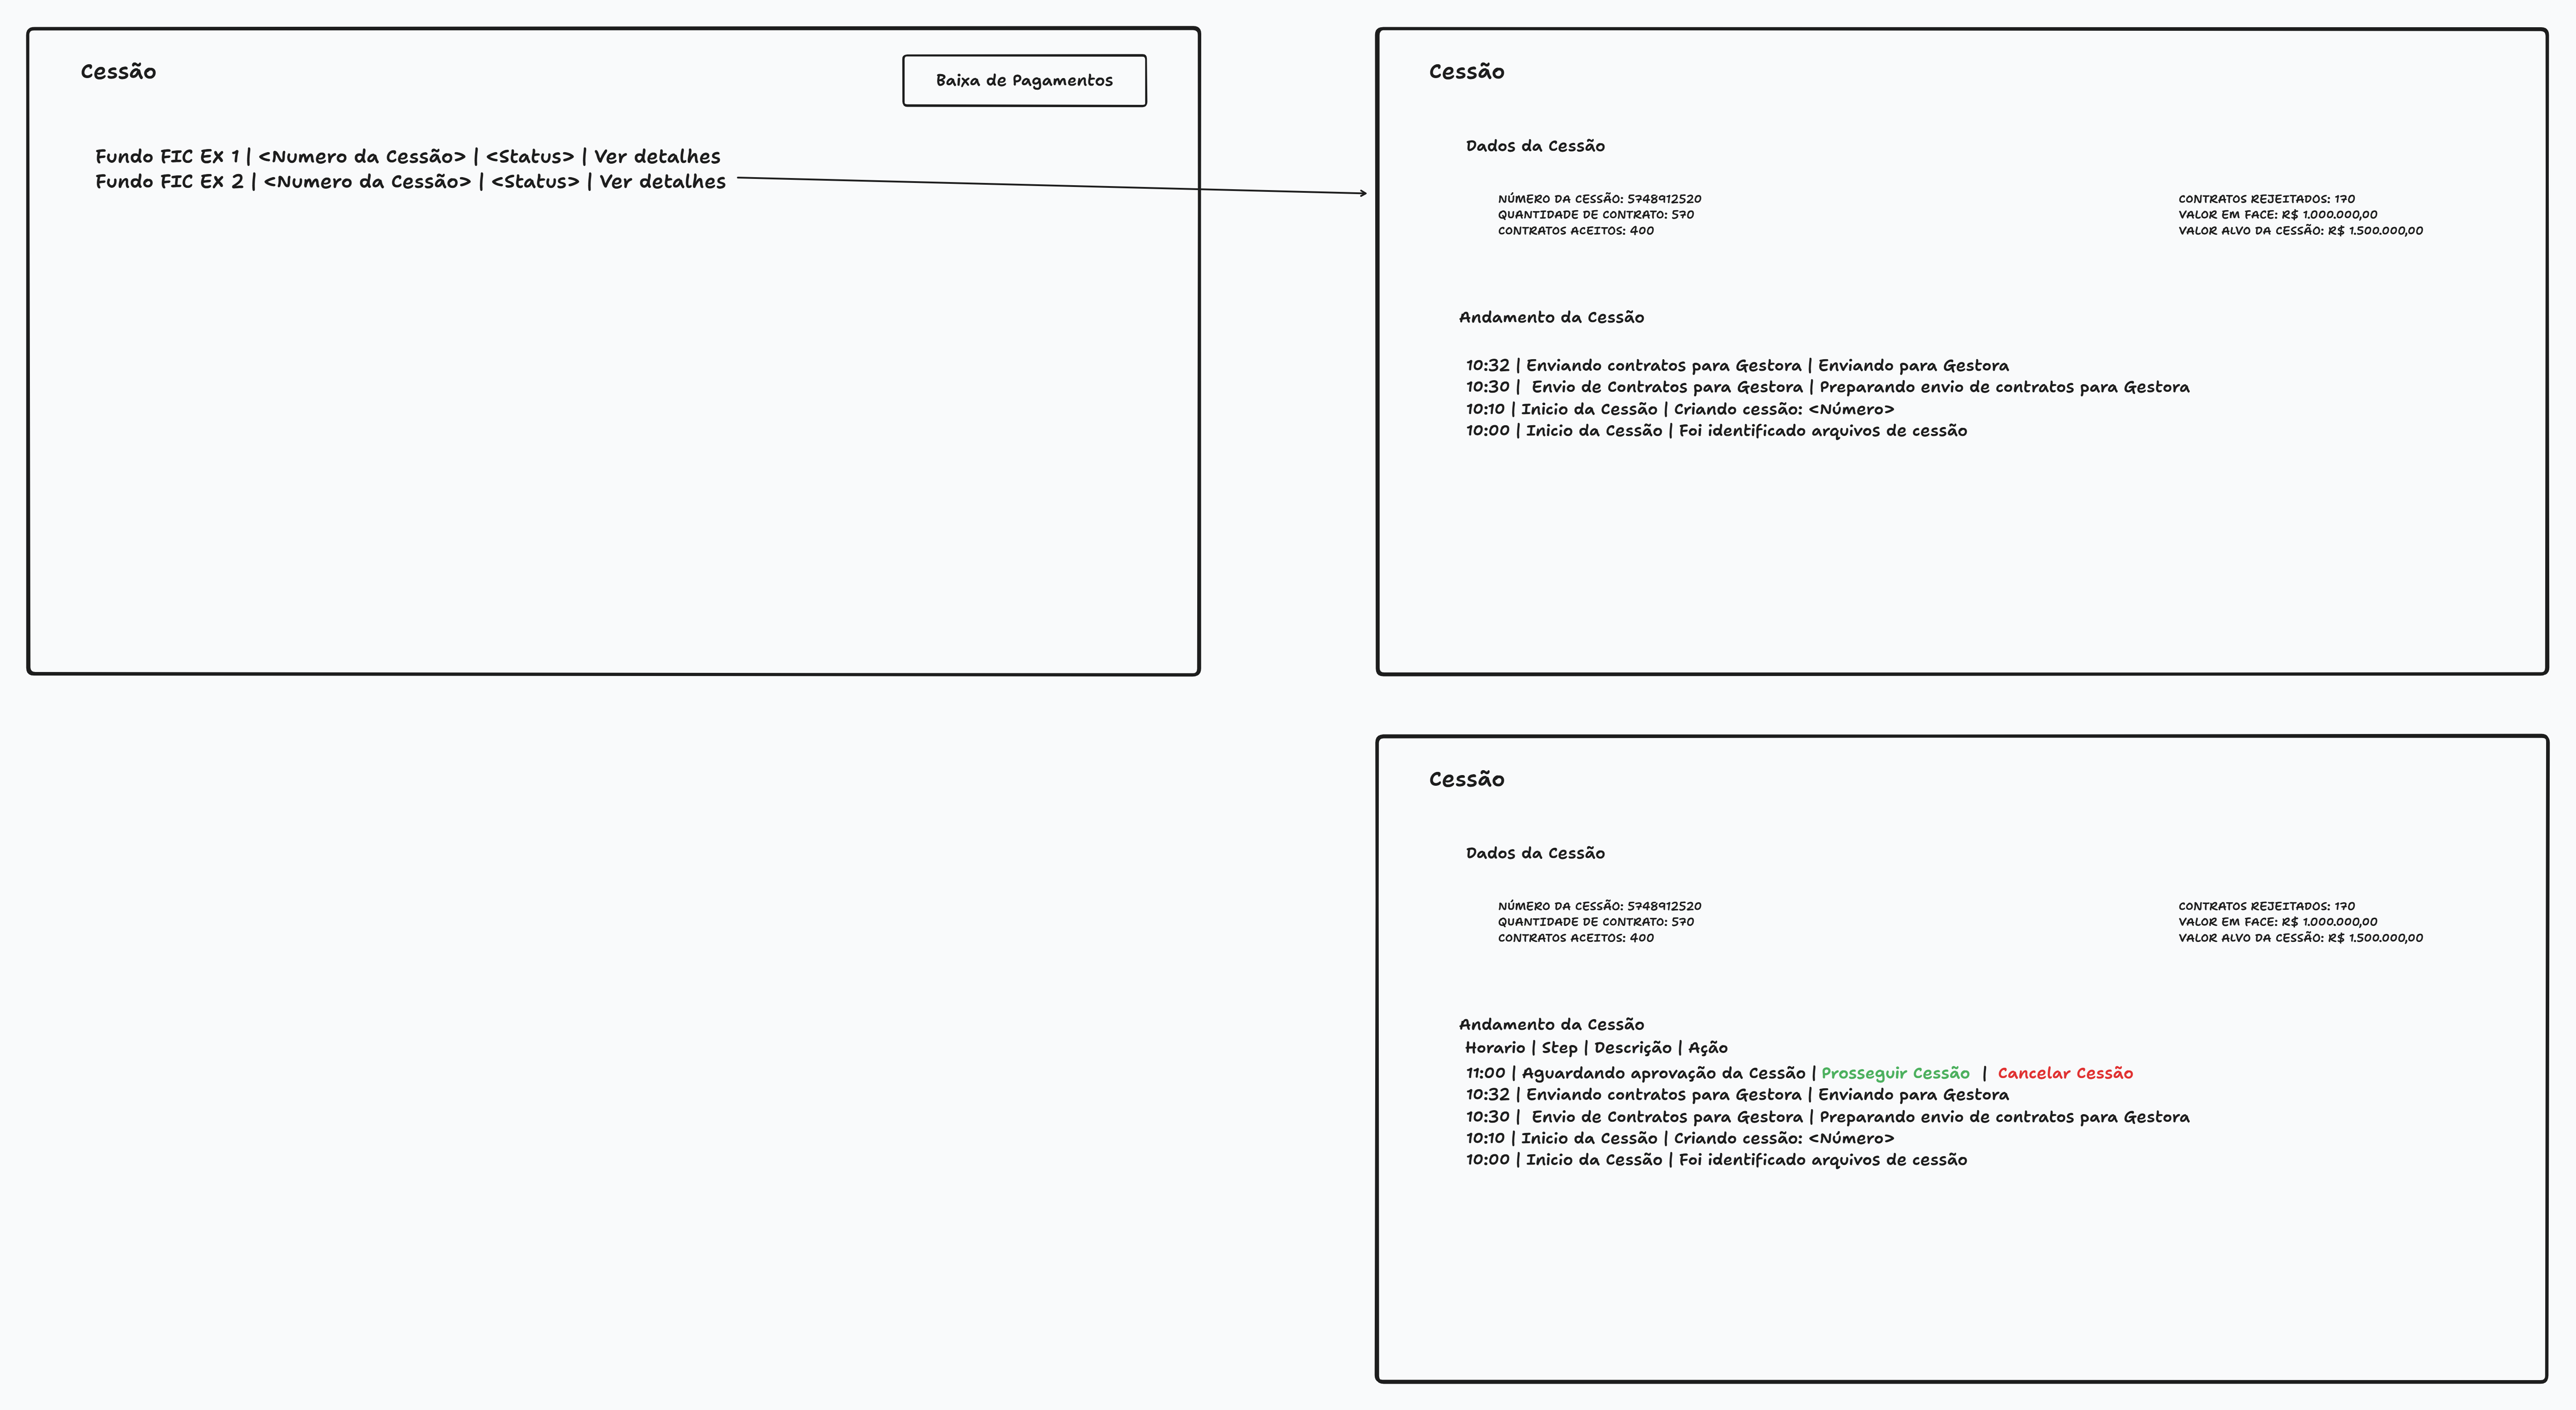 Cessão
Baixa de Pagamentos
Fundo FIC EX 1 | <Numero da Cessão> | <Status> | Ver detalhes
Fundo FIC EX 2 | <Numero da Cessão> | <Status> | Ver detalhes
Cessão
Dados da Cessão
NÚMERO DA CESSÃO: 5748912520
QUANTIDADE DE CONTRATO: 570
CONTRATOS ACEITOS: 400
CONTRATOS REJEITADOS: 170
VALOR EM FACE: R$ 1.000.000,00
VALOR ALVO DA CESSÃO: R$ 1.500.000,00
Andamento da Cessão
10:32 | Enviando contratos para Gestora | Enviando para Gestora
10:30 |  Envio de Contratos para Gestora | Preparando envio de contratos para Gestora
10:10 | Inicio da Cessão | Criando cessão: <Número>
10:00 | Inicio da Cessão | Foi identificado arquivos de cessão
Cessão
Dados da Cessão
NÚMERO DA CESSÃO: 5748912520
QUANTIDADE DE CONTRATO: 570
CONTRATOS ACEITOS: 400
CONTRATOS REJEITADOS: 170
VALOR EM FACE: R$ 1.000.000,00
VALOR ALVO DA CESSÃO: R$ 1.500.000,00
Andamento da Cessão
Horario | Step | Descrição | Ação
11:00 | Aguardando aprovação da Cessão | Prosseguir Cessão | Cancelar Cessão
10:32 | Enviando contratos para Gestora | Enviando para Gestora
10:30 |  Envio de Contratos para Gestora | Preparando envio de contratos para Gestora
10:10 | Inicio da Cessão | Criando cessão: <Número>
10:00 | Inicio da Cessão | Foi identificado arquivos de cessão